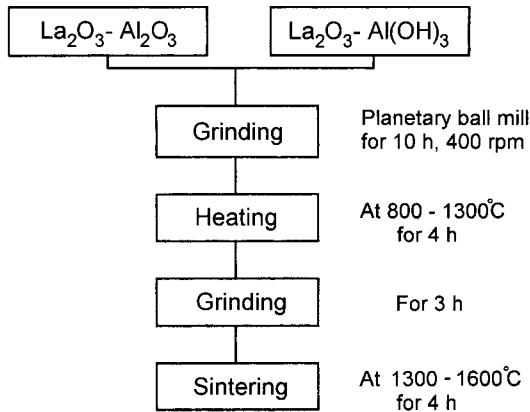 La₂O₃- Al₂O₃
La₂O₃- Al(OH)₃
Grinding
Planetary ball mill
for 10 h, 400 rpm
Heating
At 800 - 1300°C
for 4 h
Grinding
For 3 h
Sintering
At 1300 - 1600°C
for 4 h